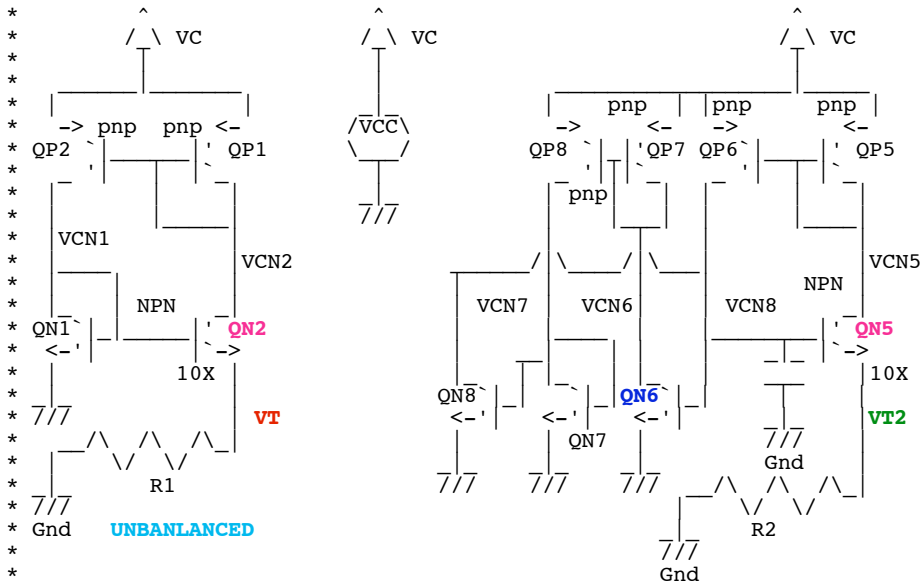 VC VC VC
pnp pnp pnp
pnp pnp VCC pnp
QP2 QP1 QP8 QP7 QP6 QP5
pnp
VCN1
VCN2 VCN5
NPN VCN7 VCN6 VCN8 NPN
QN1 QN2 QN5
10X 10X
QN8 QN6
VT QN7 VT2
Gnd
R1
Gnd UNBANLANCED R2
Gnd